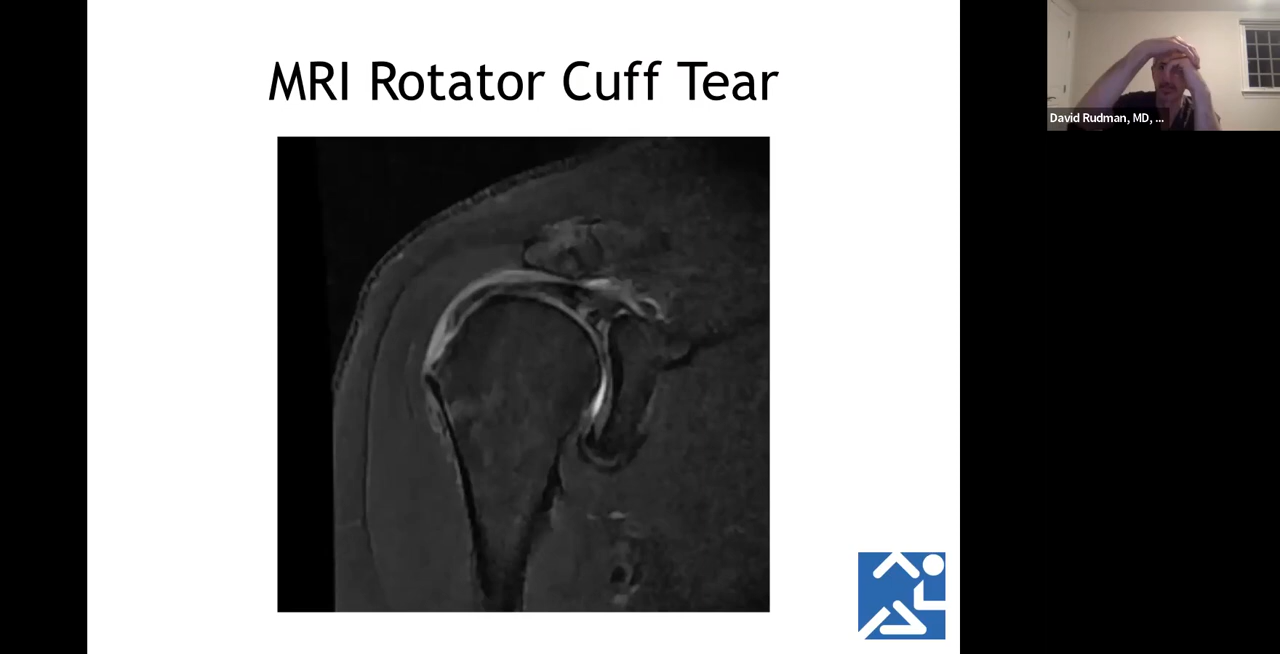 MRI Rotator Cuff Tear
David Rudman, MD, ...